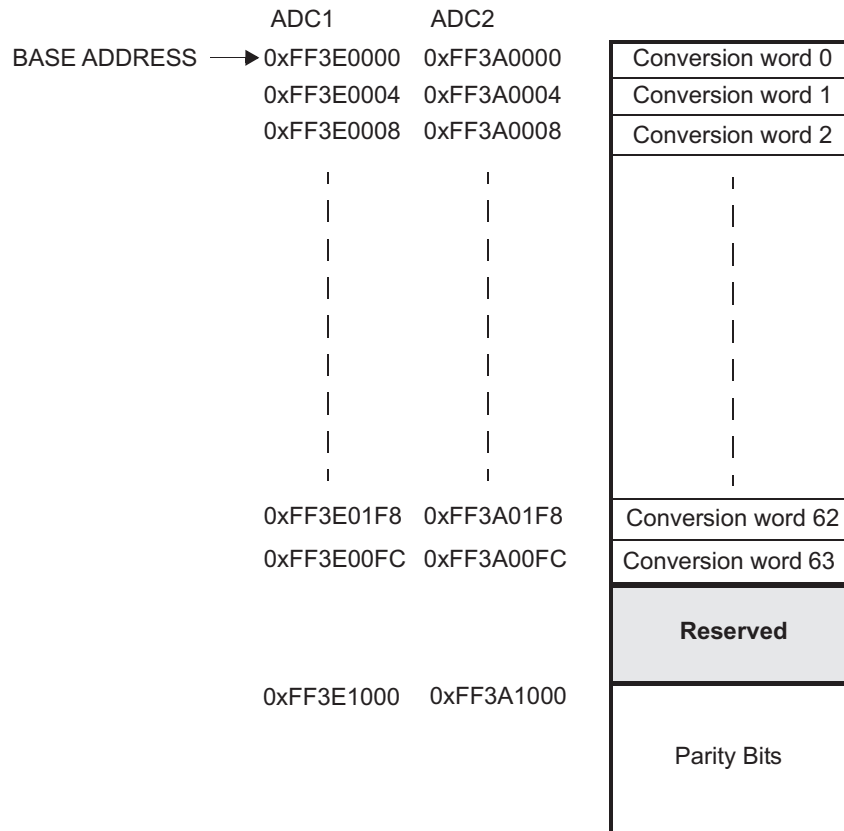 ADC1 ADC2
BASE ADDRESS 0xFF3E0000 0xFF3A0000 Conversion word 0
0xFF3E0004 0xFF3A0004 Conversion word 1
0xFF3E0008 0xFF3A0008 Conversion word 2
0xFF3E01F8 0xFF3A01F8 Conversion word 62
0xFF3E00FC 0xFF3A00FC Conversion word 63
Reserved
0xFF3E1000 0xFF3A1000
Parity Bits